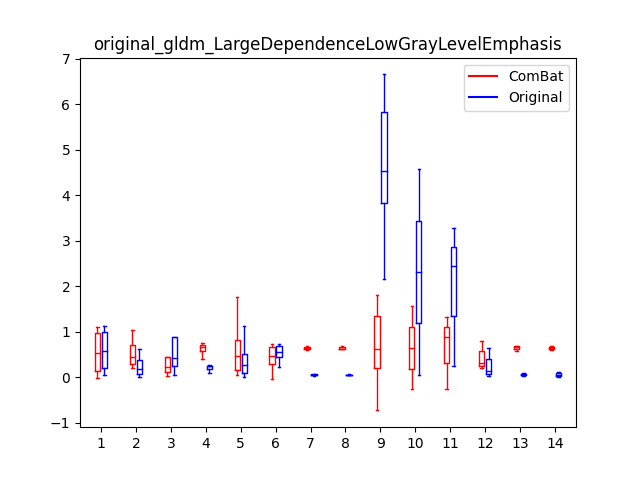 original_gldm_LargeDependenceLowGrayLevelEmphasis
ComBat
Original
7
6
5
4
3
2
1
0
−1
1 2 3 4 5 6 7 8 9 10 11 12 13 14